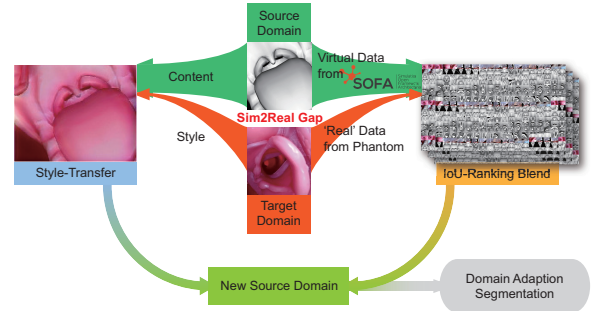 Source
Domain
Content
Virtual Data
from
SOFA
Sim2Real Gap
Style
'Real' Data
from Phantom
Style-Transfer
IoU-Ranking Blend
Target
Domain
New Source Domain
Domain Adaption
Segmentation